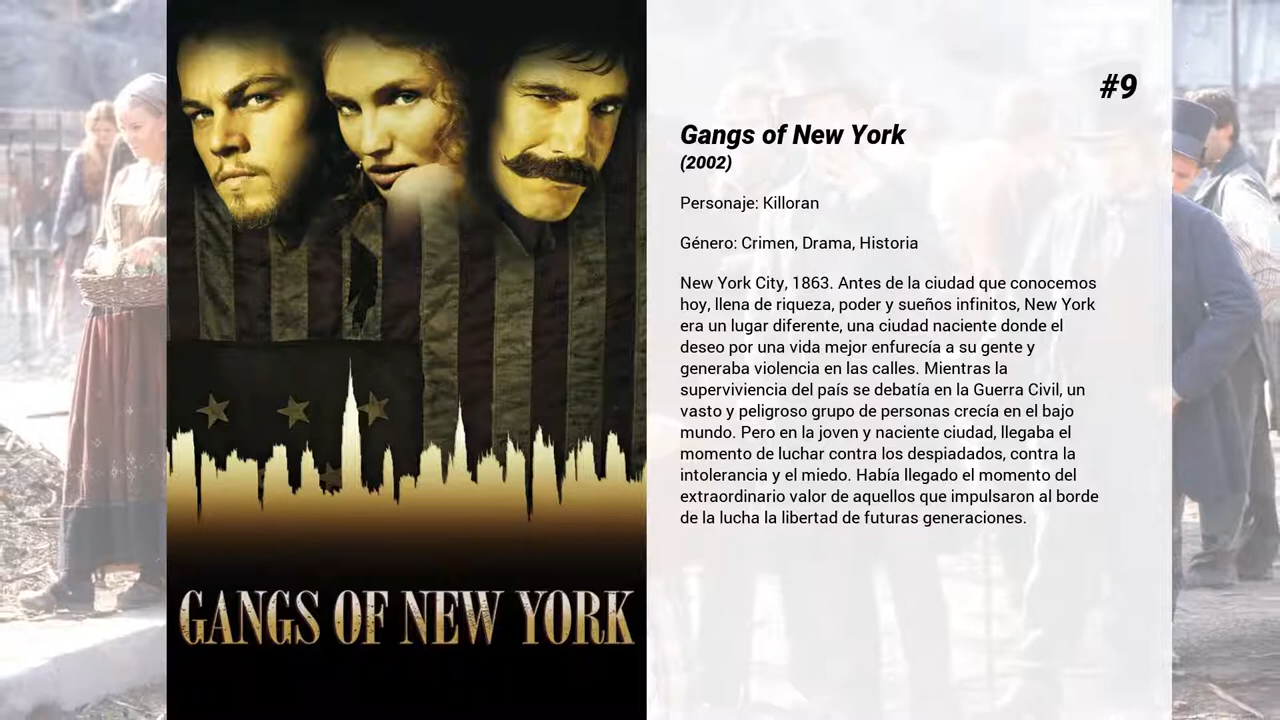 #9
Gangs of New York
(2002)
Personaje: Killoran
Género: Crimen, Drama, Historia
New York City, 1863. Antes de la ciudad que conocemos
hoy, llena de riqueza, poder y sueños infinitos, New York
era un lugar diferente, una ciudad naciente donde el
deseo por una vida mejor enfurecía a su gente y
generaba violencia en las calles. Mientras la
superviviencia del país se debatía en la Guerra Civil, un
vasto y peligroso grupo de personas crecía en el bajo
mundo. Pero en la joven y naciente ciudad, llegaba el
momento de luchar contra los despiadados, contra la
intolerancia y el miedo. Había llegado el momento del
extraordinario valor de aquellos que impulsaron al borde
de la lucha la libertad de futuras generaciones.
GANGS OF NEW YORK